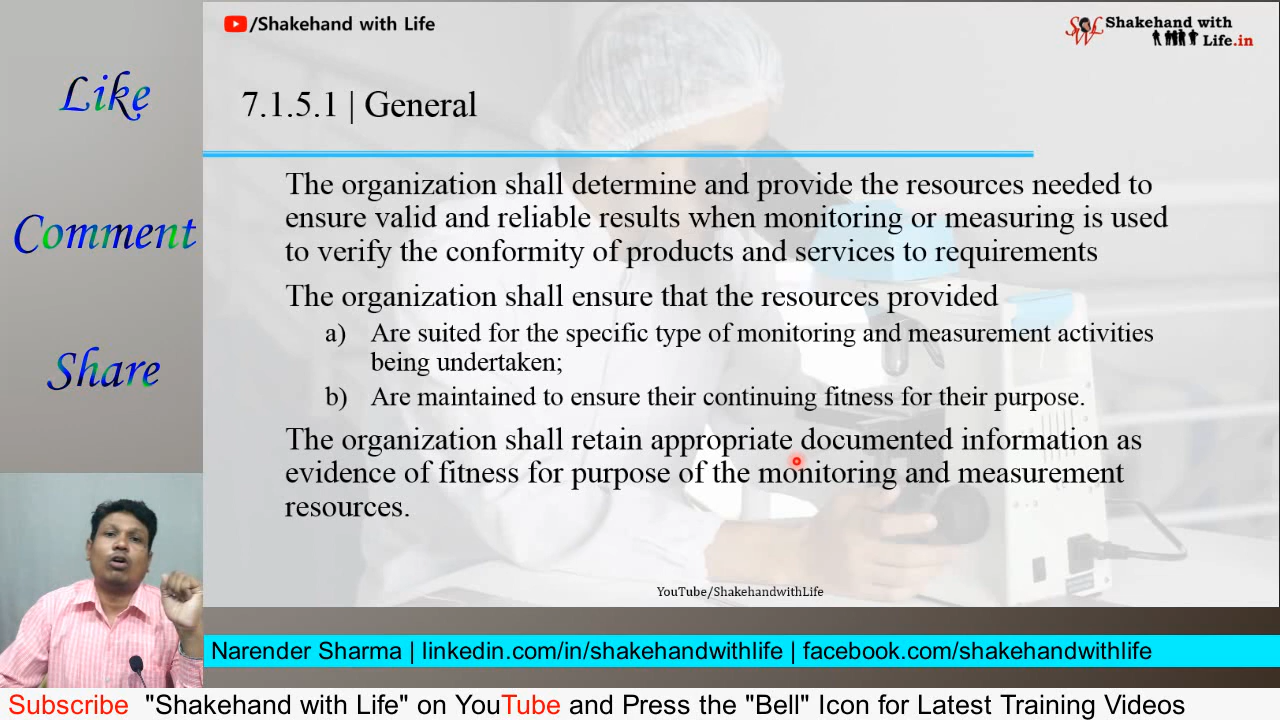 /Shakehand with Life
Shakehand with
Life.in
SWL
Like
Comment
Share
7.1.5.1 | General
The organization shall determine and provide the resources needed to
ensure valid and reliable results when monitoring or measuring is used
to verify the conformity of products and services to requirements
The organization shall ensure that the resources provided
a) Are suited for the specific type of monitoring and measurement activities
being undertaken;
b) Are maintained to ensure their continuing fitness for their purpose.
The organization shall retain appropriate documented information as
evidence of fitness for purpose of the monitoring and measurement
resources.
YouTube/ShakehandwithLife
Narender Sharma | linkedin.com/in/shakehandwithlife | facebook.com/shakehandwithlife
Subscribe "Shakehand with Life" on YouTube and Press the "Bell" Icon for Latest Training Videos